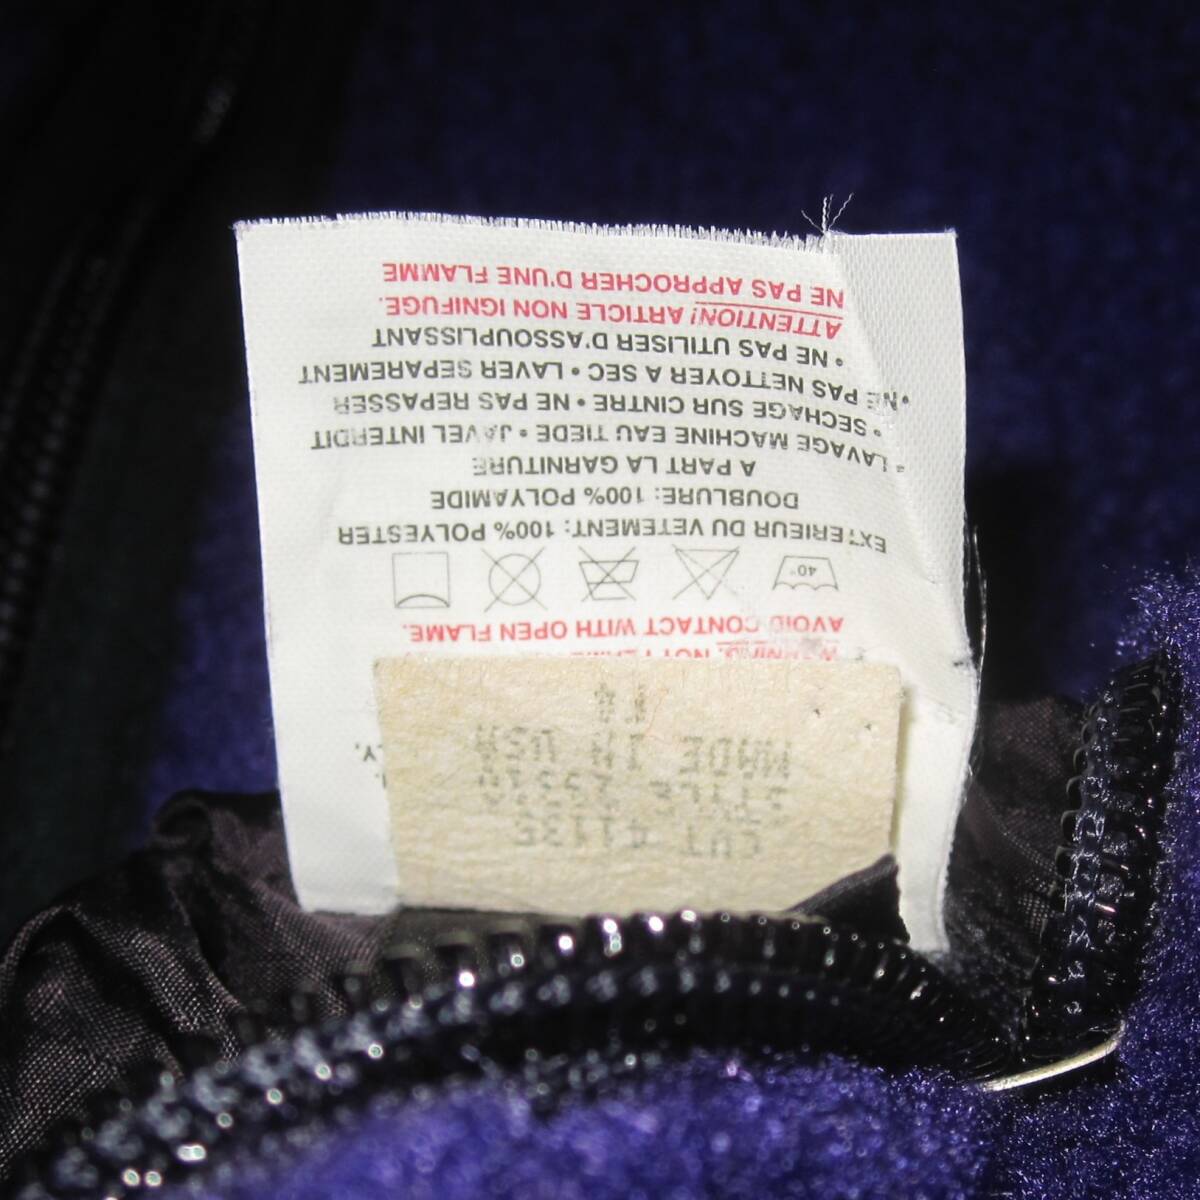 CUT 41135
MADE IN USA
AVOID CONTACT WITH OPEN FLAME.
40°
EXTERIEUR DU VETEMENT: 100% POLYESTER
DOUBLURE: 100% POLYAMIDE
A PART LA GARNITURE
• LAVAGE MACHINE EAU TIEDE • JAVEL INTERDIT
• SECHAGE SUR CINTRE • NE PAS REPASSER
• NE PAS NETTOYER A SEC • LAVER SEPAREMENT
• NE PAS UTILISER D'ASSOUPLISSANT
ATTENTION! ARTICLE NON IGNIFUGE.
NE PAS APPROCHER D'UNE FLAMME